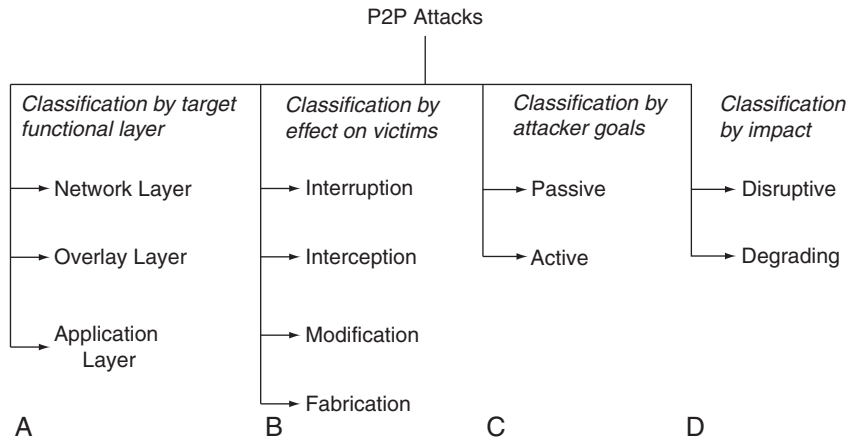 P2P Attacks
Classification by target
functional layer
Network Layer
Overlay Layer
Application
Layer
A
Classification by
effect on victims
Interruption
Interception
Modification
Fabrication
B
Classification by
attacker goals
Passive
Active
C
Classification
by impact
Disruptive
Degrading
D